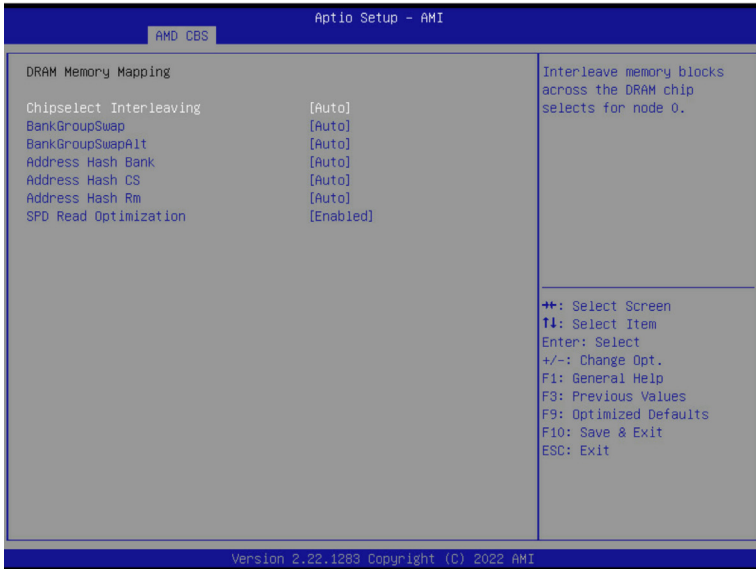 Aptio Setup - AMI
AMD CBS
DRAM Memory Mapping
Chipselect Interleaving [Auto]
BankGroupSwap [Auto]
BankGroupSwapAlt [Auto]
Address Hash Bank [Auto]
Address Hash CS [Auto]
Address Hash Rm [Auto]
SPD Read Optimization [Enabled]
Interleave memory blocks
across the DRAM chip
selects for node 0.
→←: Select Screen
↑↓: Select Item
Enter: Select
+/-: Change Opt.
F1: General Help
F3: Previous Values
F9: Optimized Defaults
F10: Save & Exit
ESC: Exit
Version 2.22.1283 Copyright (C) 2022 AMI